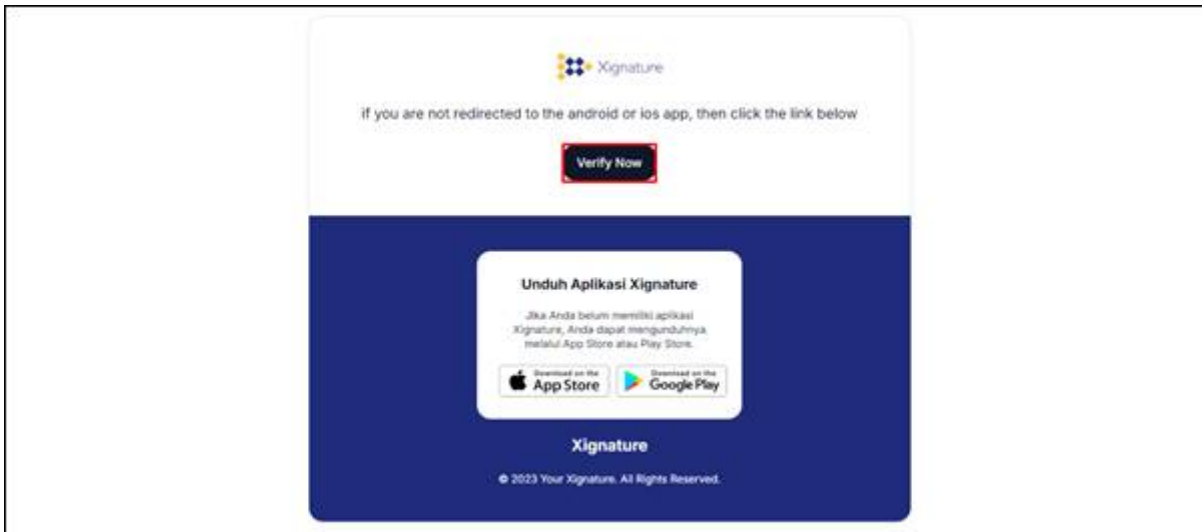 Xignature
if you are not redirected to the android or ios app, then click the link below
Verify Now
Unduh Aplikasi Xignature
Jika Anda belum memiliki aplikasi
Xignature, Anda dapat mengunduhnya
melalui App Store atau Play Store.
Download on the
App Store
Download on the
Google Play
Xignature
© 2023 Your Xignature. All Rights Reserved.